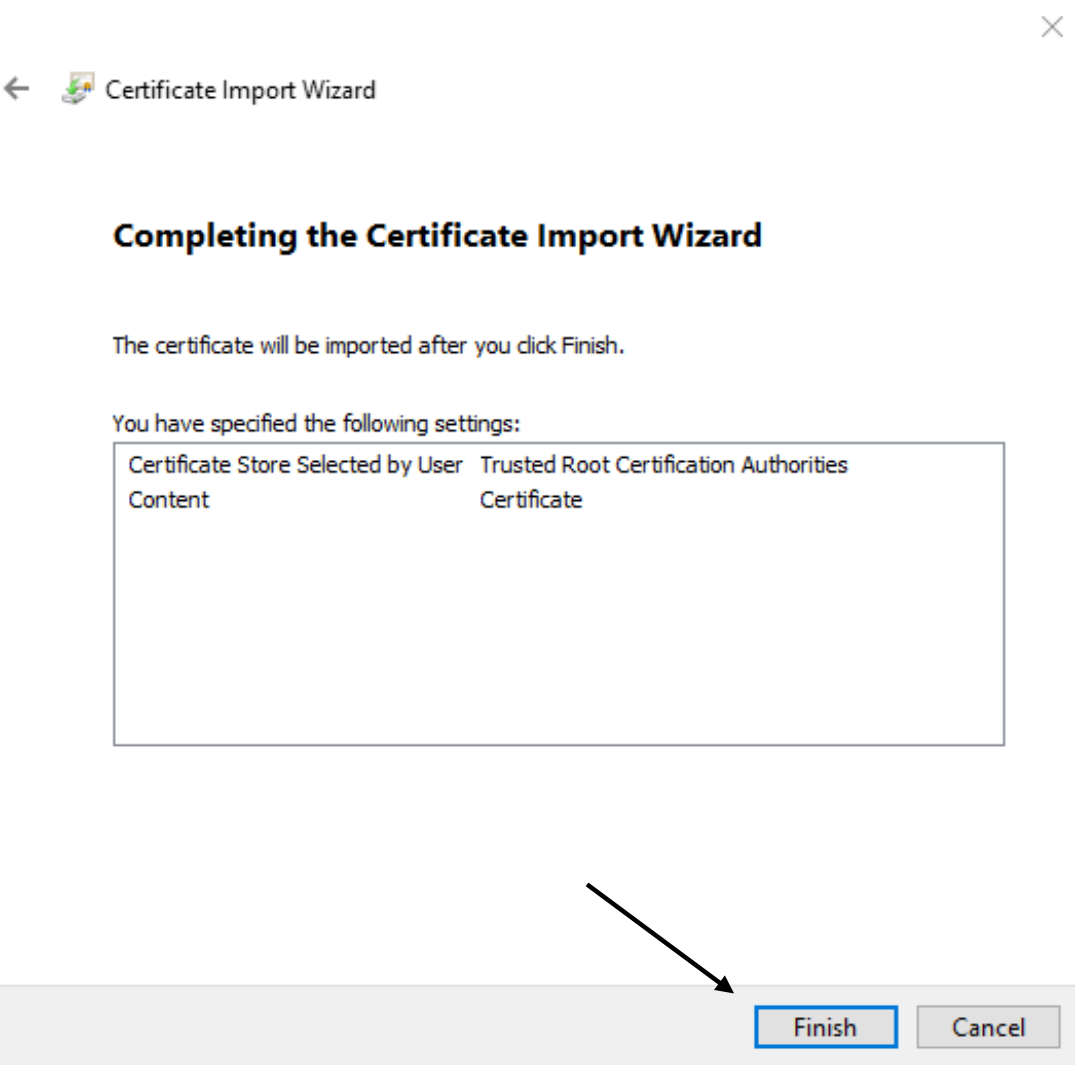 Certificate Import Wizard
Completing the Certificate Import Wizard
The certificate will be imported after you click Finish.
You have specified the following settings:
Certificate Store Selected by User Trusted Root Certification Authorities
Content Certificate
Finish Cancel